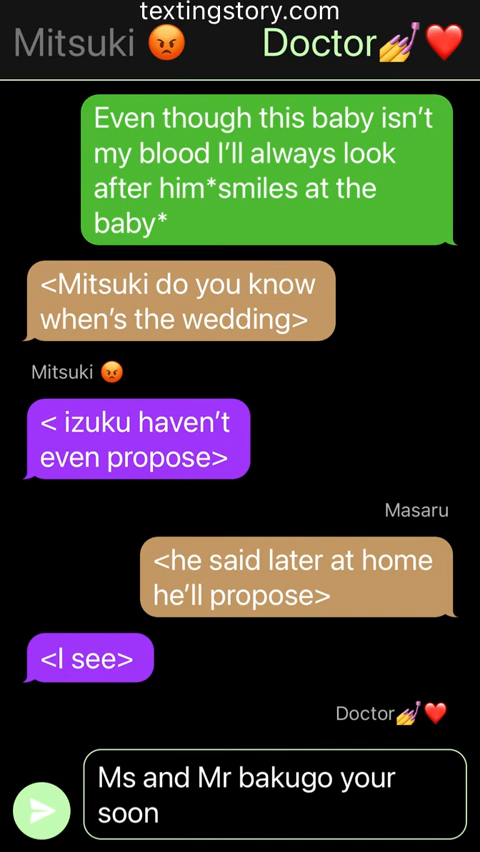 textingstory.com
Mitsuki 😡 Doctor💅❤️
Even though this baby isn’t
my blood I’ll always look
after him*smiles at the
baby*
<Mitsuki do you know
when’s the wedding>
Mitsuki 😡
< izuku haven’t
even propose>
Masaru
<he said later at home
he’ll propose>
<I see>
Doctor💅❤️
Ms and Mr bakugo your
soon